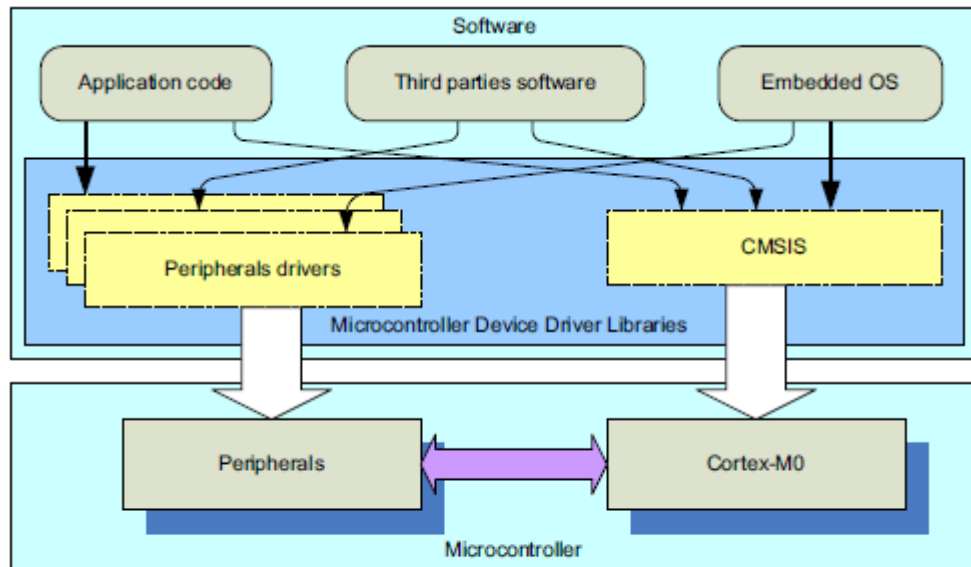 Software
Application code
Third parties software
Embedded OS
Peripherals drivers
CMSIS
Microcontroller Device Driver Libraries
Peripherals
Cortex-M0
Microcontroller